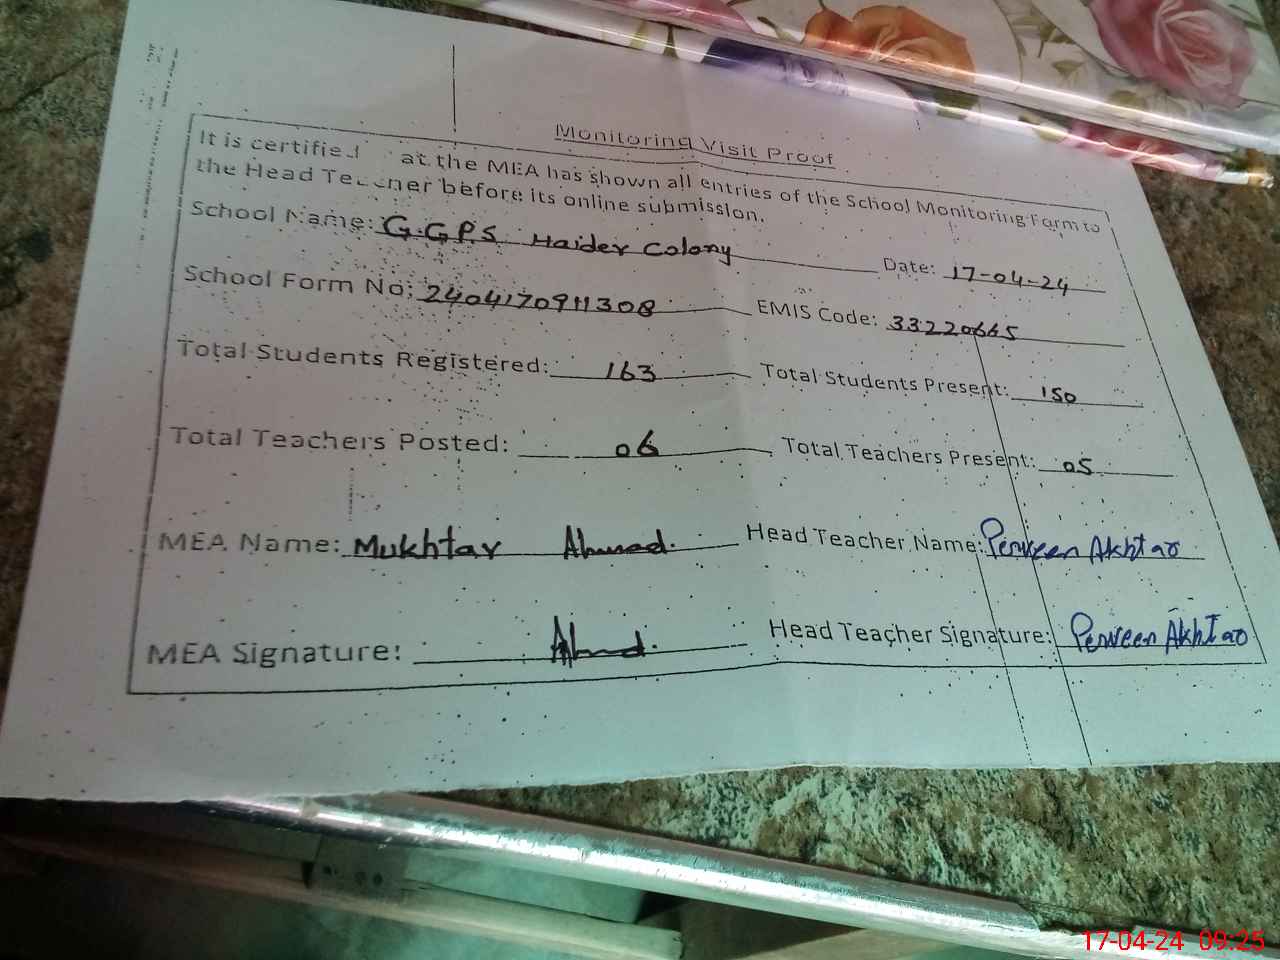 Monitoring Visit Proof
It is certified at the MEA has shown all entries of the School Monitoring Form to
the Head Teacher before its online submission.
School Name: G.G.P.S Haider Colony Date: 17-04-24
School Form No: 2404170911308 EMIS Code: 33220665
Total Students Registered: 163 Total Students Present: 150
Total Teachers Posted: 06 Total Teachers Present: 05
MEA Name: Mukhtar Ahmad. Head Teacher Name: Perveen Akhtar
MEA Signature: Ahmad. Head Teacher Signature: Perveen Akhtar
17-04-24 09:25